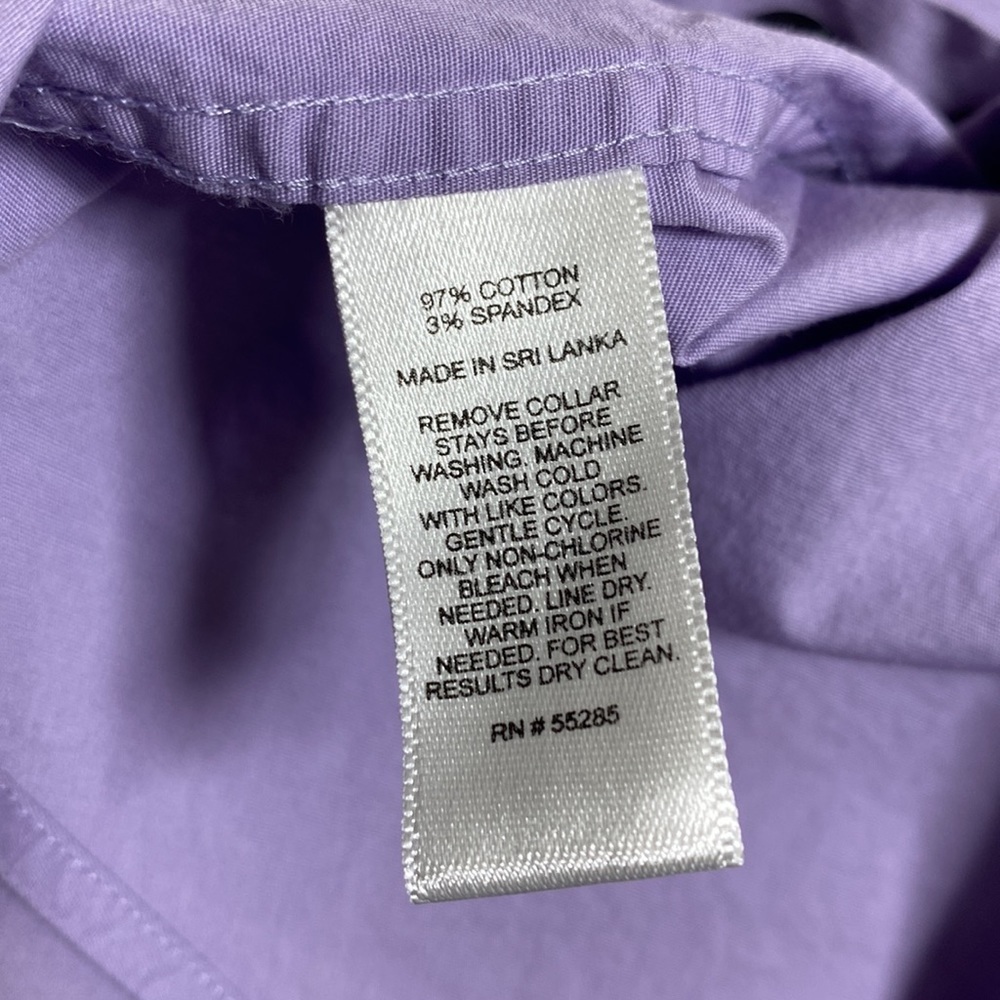 97% COTTON
3% SPANDEX
MADE IN SRI LANKA
REMOVE COLLAR
STAYS BEFORE
WASHING. MACHINE
WASH COLD
WITH LIKE COLORS.
GENTLE CYCLE.
ONLY NON-CHLORINE
BLEACH WHEN
NEEDED. LINE DRY.
WARM IRON IF
NEEDED. FOR BEST
RESULTS DRY CLEAN.
RN # 55285